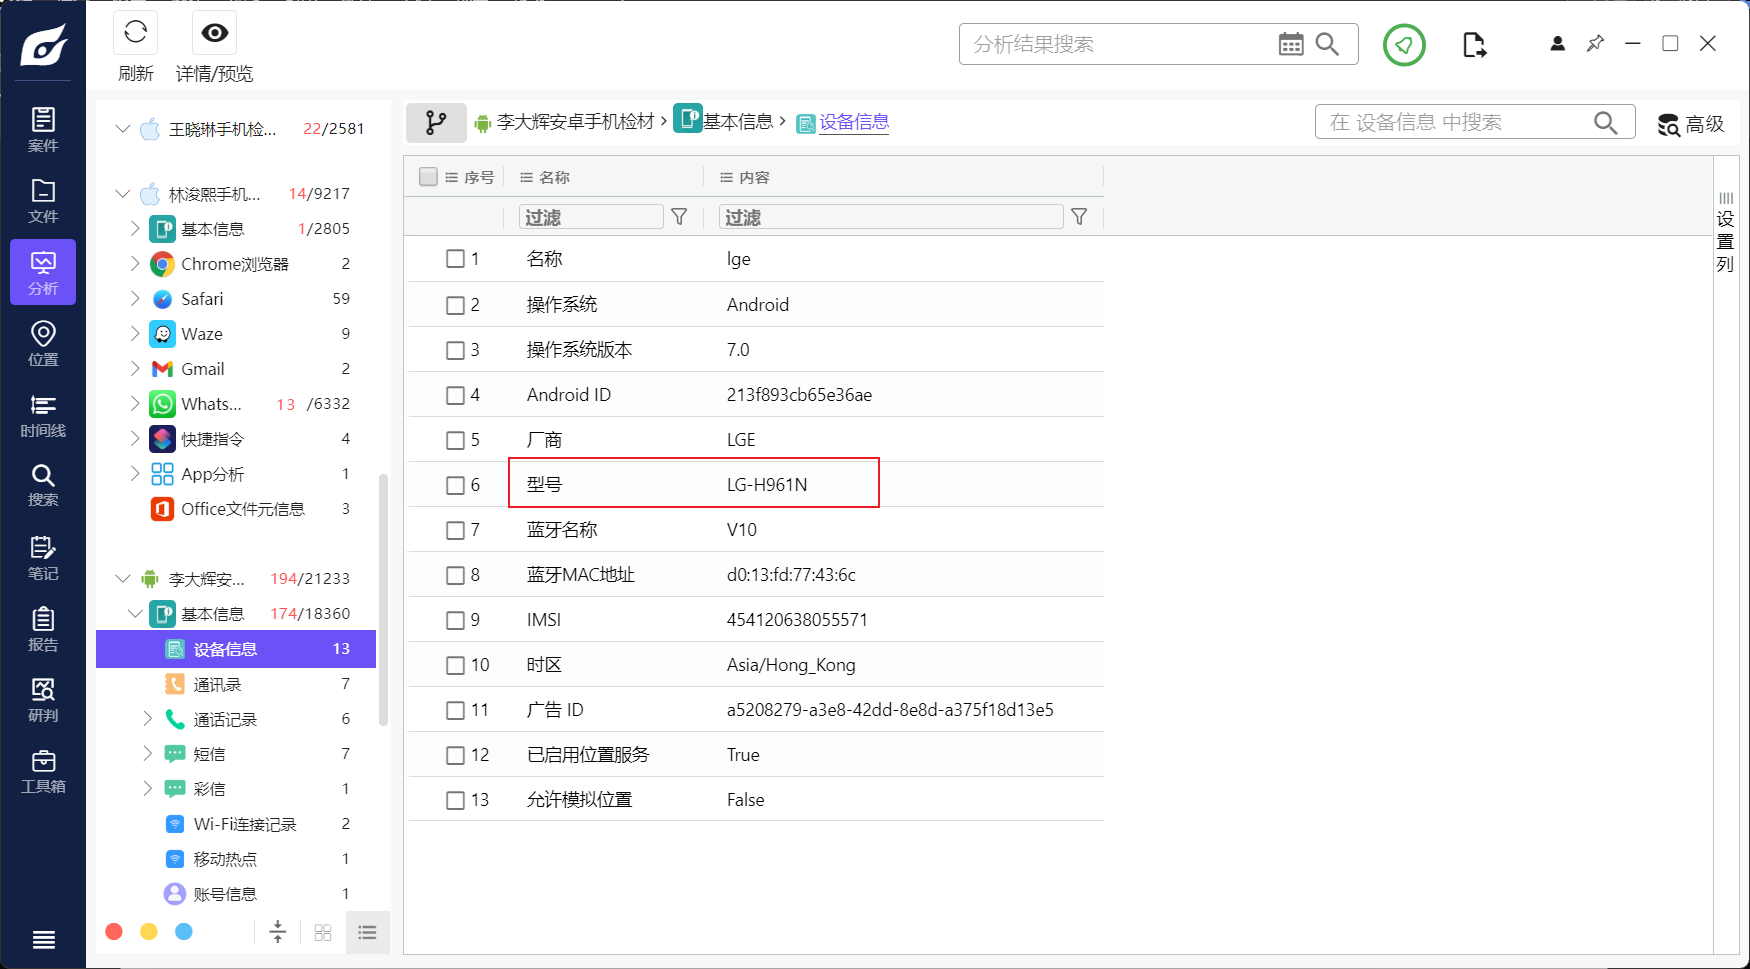 刷新
详情/预览
分析结果搜索
案件
文件
分析
位置
时间线
搜索
笔记
报告
研判
工具箱
王晓琳手机检... 22/2581
林浚熙手机... 14/9217
基本信息 1/2805
Chrome浏览器 2
Safari 59
Waze 9
Gmail 2
Whats... 13 /6332
快捷指令 4
App分析 1
Office文件元信息 3
李大辉安... 194/21233
基本信息 174/18360
设备信息 13
通讯录 7
通话记录 6
短信 7
彩信 1
Wi-Fi连接记录 2
移动热点 1
账号信息 1
李大辉安卓手机检材 › 基本信息 › 设备信息
在 设备信息 中搜索
高级
序号 名称 内容
过滤 过滤
1 名称 lge
2 操作系统 Android
3 操作系统版本 7.0
4 Android ID 213f893cb65e36ae
5 厂商 LGE
6 型号 LG-H961N
7 蓝牙名称 V10
8 蓝牙MAC地址 d0:13:fd:77:43:6c
9 IMSI 454120638055571
10 时区 Asia/Hong_Kong
11 广告 ID a5208279-a3e8-42dd-8e8d-a375f18d13e5
12 已启用位置服务 True
13 允许模拟位置 False
设置列